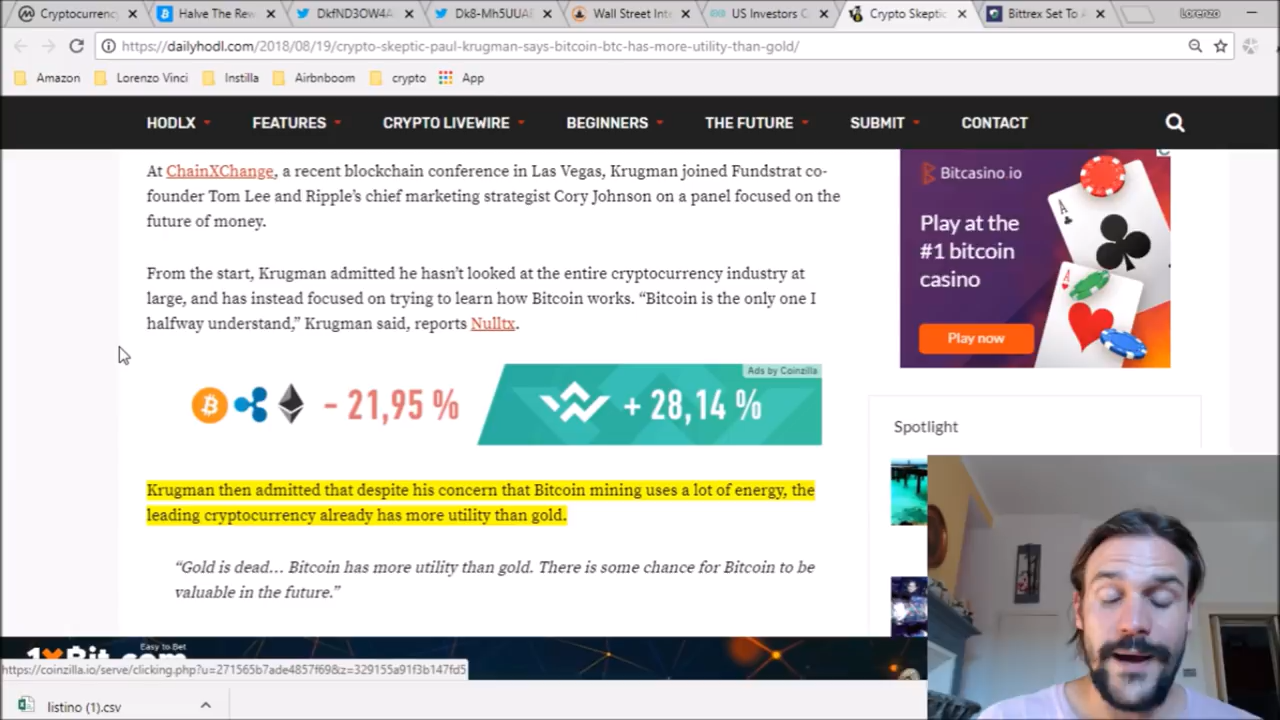 Cryptocurrency
Halve The Rew
DkfND3OW4A
Dk8-Mh5UUA
Wall Street Inte
US Investors C
Crypto Skeptic
Bittrex Set To A
Lorenzo
https://dailyhodl.com/2018/08/19/crypto-skeptic-paul-krugman-says-bitcoin-btc-has-more-utility-than-gold/
Amazon
Lorenzo Vinci
Instilla
Airbnboom
crypto
App
HODLX
FEATURES
CRYPTO LIVEWIRE
BEGINNERS
THE FUTURE
SUBMIT
CONTACT
At ChainXChange, a recent blockchain conference in Las Vegas, Krugman joined Fundstrat co-
founder Tom Lee and Ripple’s chief marketing strategist Cory Johnson on a panel focused on the
future of money.
From the start, Krugman admitted he hasn’t looked at the entire cryptocurrency industry at
large, and has instead focused on trying to learn how Bitcoin works. “Bitcoin is the only one I
halfway understand,” Krugman said, reports Nulltx.
Ads by Coinzilla
- 21,95 %
+ 28,14 %
Krugman then admitted that despite his concern that Bitcoin mining uses a lot of energy, the
leading cryptocurrency already has more utility than gold.
“Gold is dead… Bitcoin has more utility than gold. There is some chance for Bitcoin to be
valuable in the future.”
Bitcasino.io
Play at the
#1 bitcoin
casino
Play now
Spotlight
Easy to Bet
1XBit.com
https://coinzilla.io/serve/clicking.php?u=271565b7ade4857f69&z=329155a91f3b147fd5
listino (1).csv